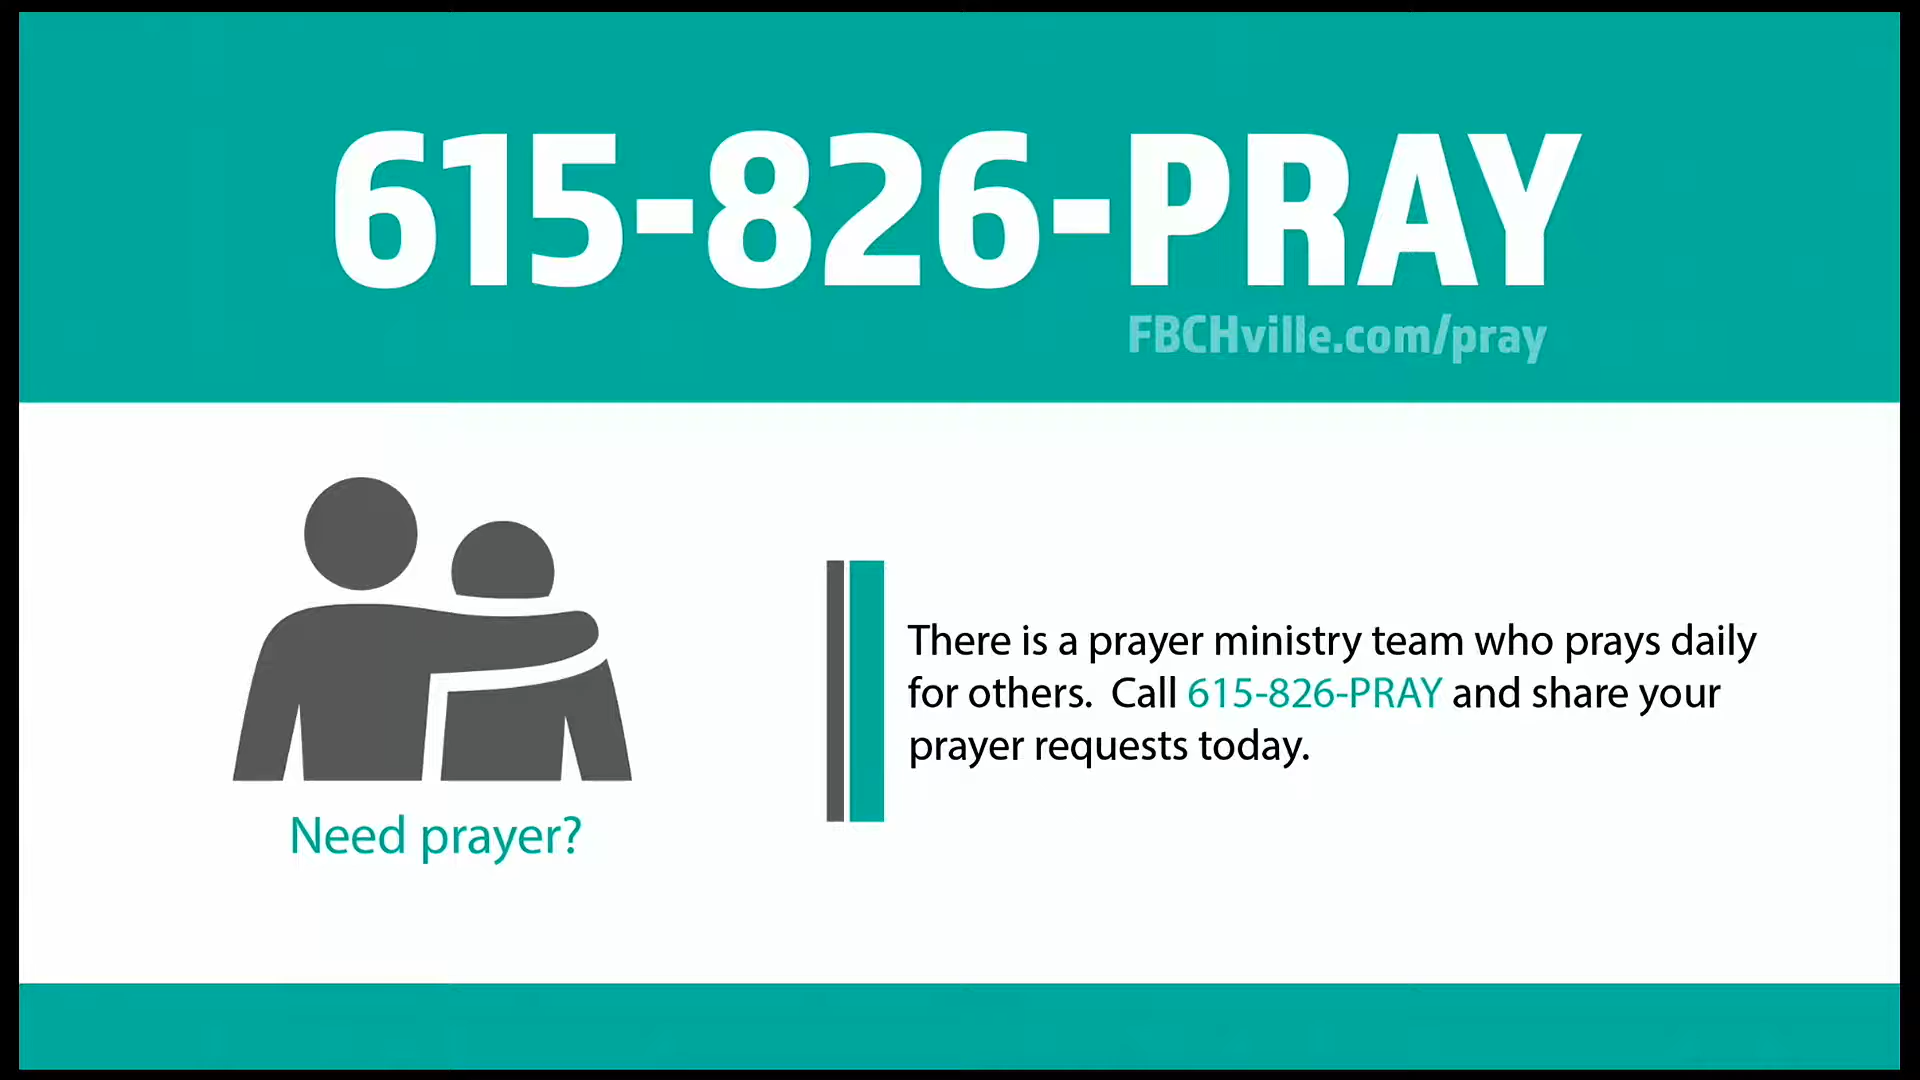 615-826-PRAY
FBCHville.com/pray
Need prayer?
There is a prayer ministry team who prays daily
for others.  Call 615-826-PRAY and share your
prayer requests today.